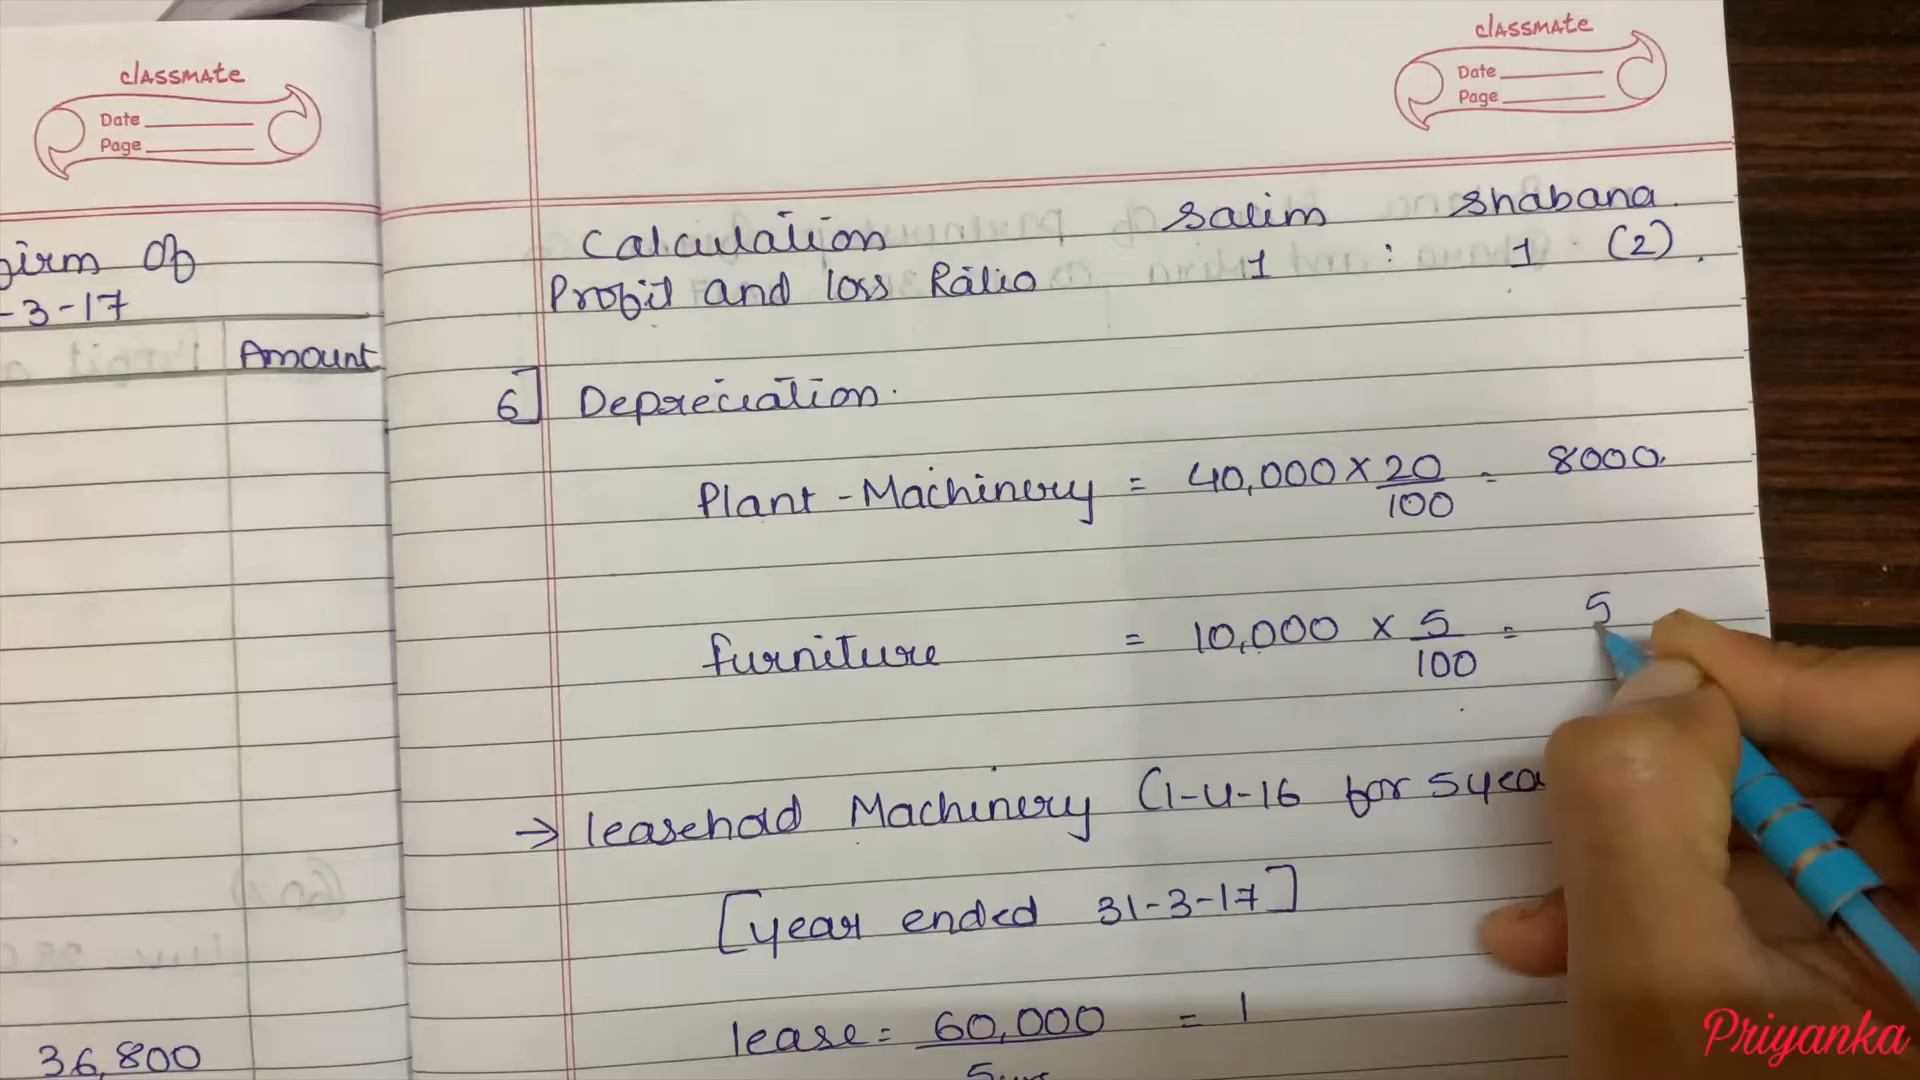 classmate
Date
Page
firm of
-3-17
Amount
36,800
classmate
Date
Page
Calculation Salim Shabana.
Profit and loss Ratio 1 : 1 (2).
6] Depreciation.
Plant-Machinery = 40,000 x 20/100 = 8000.
furniture = 10,000 x 5/100 = 5
→ leasehold Machinery (1-4-16 for 5 yea
[year ended 31-3-17]
lease = 60,000 = 1
5
Priyanka